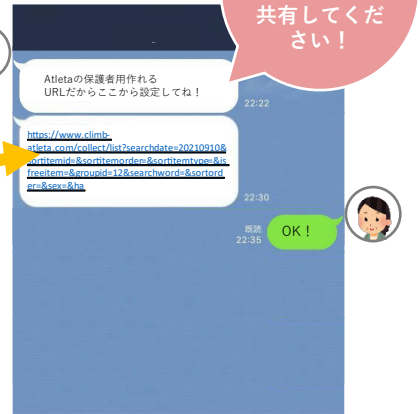 共有してくだ
さい！
Atletaの保護者用作れる
URLだからここから設定してね！
22:22
https://www.climb-
atleta.com/collect/list?searchdate=20210910&
sortitemid=&sortitemorder=&sortitemtype=&is
freeitem=&groupid=12&searchword=&sortord
er=&sex=&ha
22:30
既読
22:35
OK！